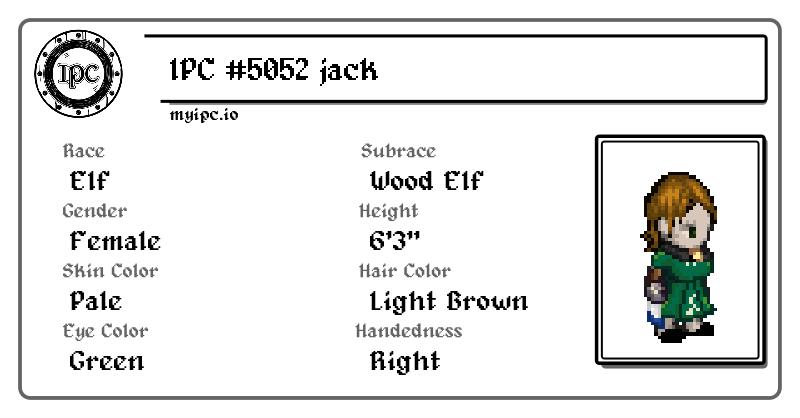 IPC
IPC #5052 jack
myipc.io
Race
Elf
Subrace
Wood Elf
Gender
Female
Height
6'3"
Skin Color
Pale
Hair Color
Light Brown
Eye Color
Green
Handedness
Right